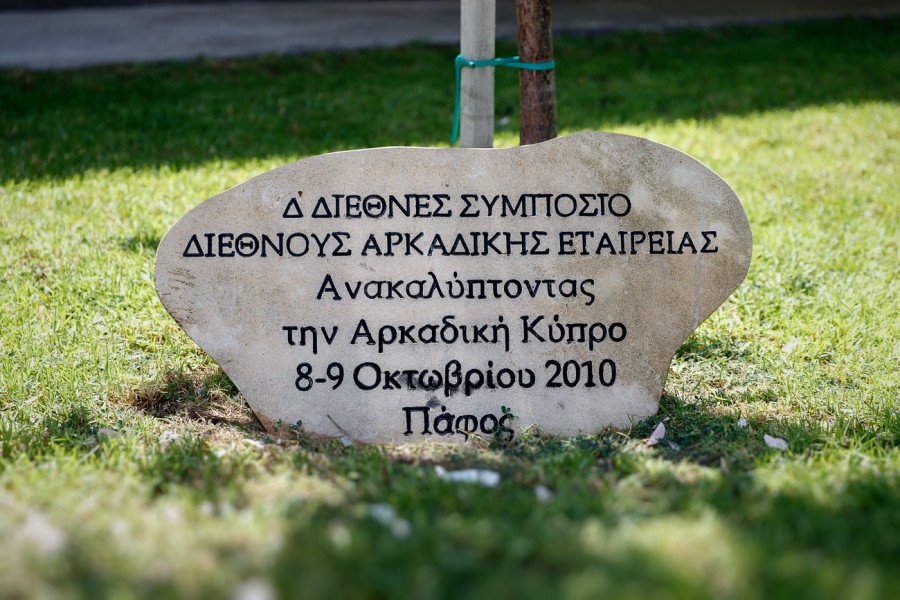 Δ ΔΙΕΘΝΕΣ ΣΥΜΠΟΣΙΟ
ΔΙΕΘΝΟΥΣ ΑΡΚΑΔΙΚΗΣ ΕΤΑΙΡΕΙΑΣ
Ανακαλύπτοντας
την Αρκαδική Κύπρο
8-9 Οκτωβρίου 2010
Πάφος